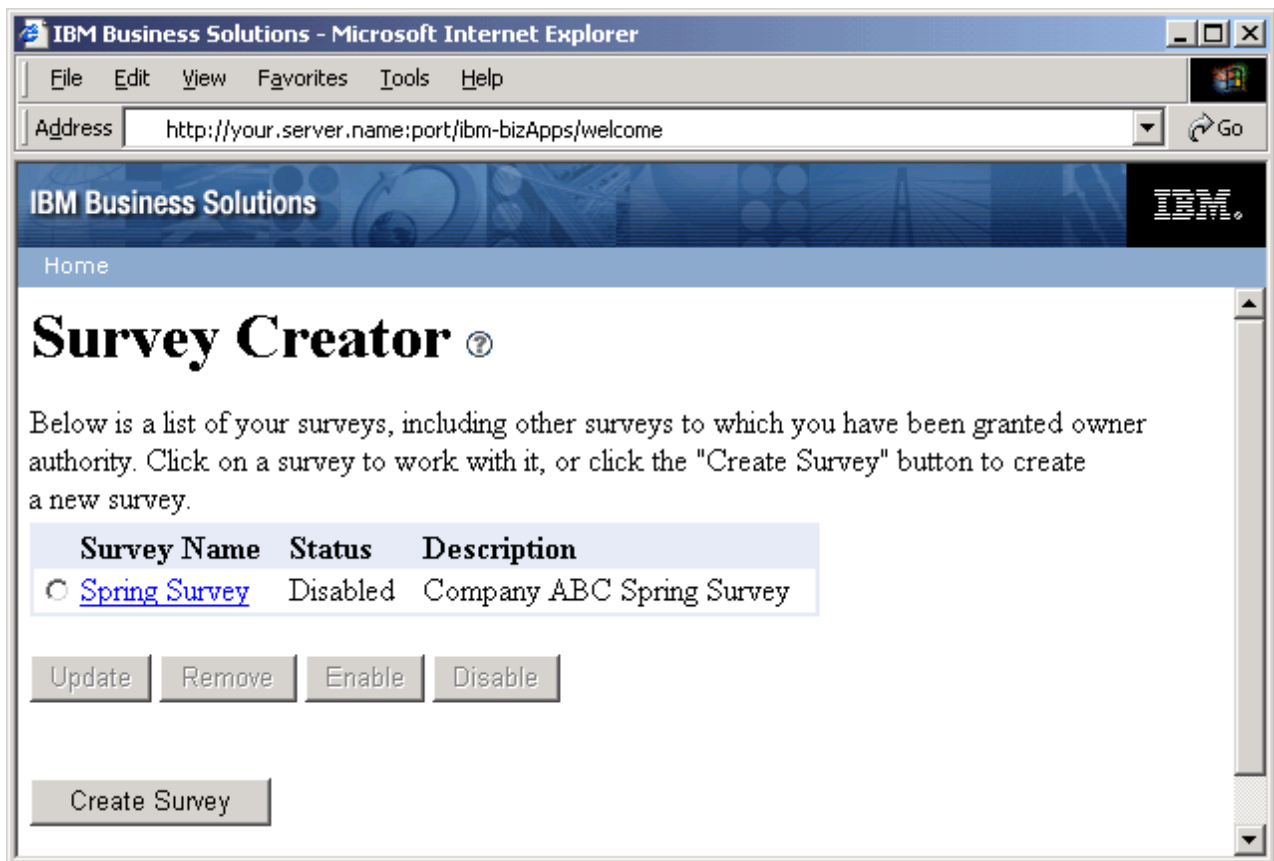 IBM Business Solutions - Microsoft Internet Explorer
File Edit View Favorites Tools Help
Address http://your.server.name:port/ibm-bizApps/welcome Go
IBM Business Solutions IBM.
Home
Survey Creator ?
Below is a list of your surveys, including other surveys to which you have been granted owner
authority. Click on a survey to work with it, or click the "Create Survey" button to create
a new survey.
Survey Name Status Description
Spring Survey Disabled Company ABC Spring Survey
Update Remove Enable Disable
Create Survey